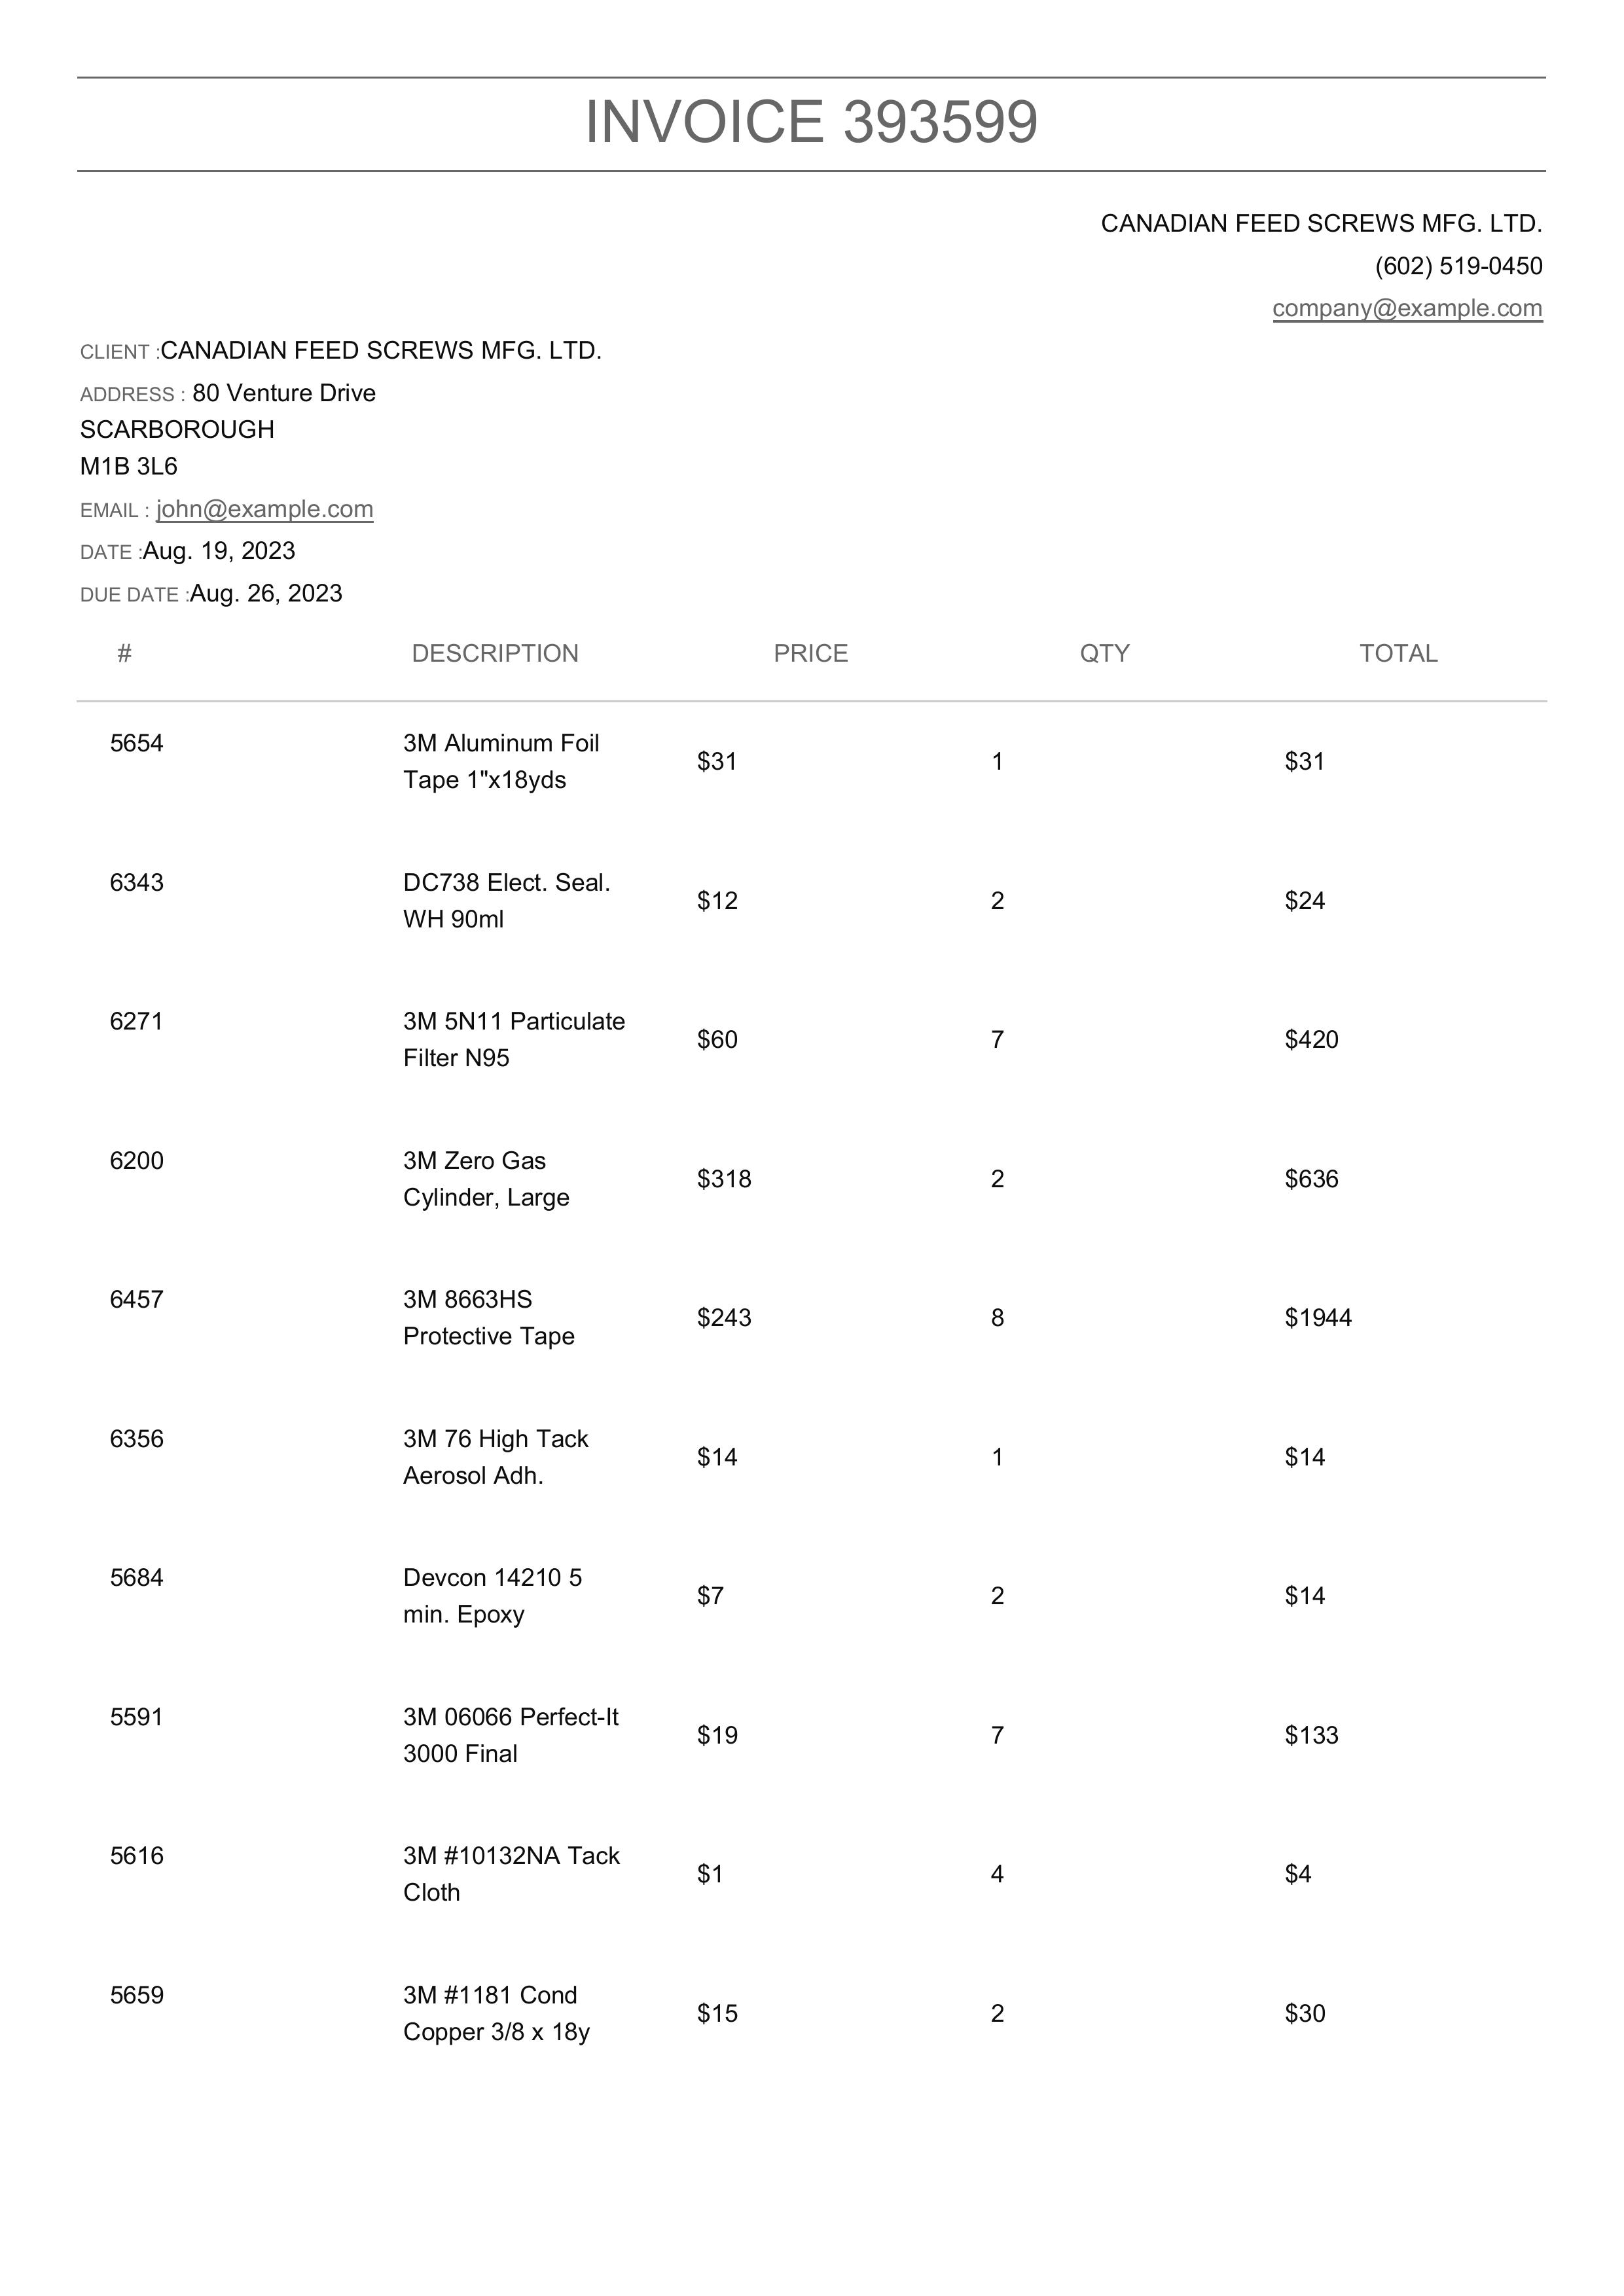 INVOICE 393599
CANADIAN FEED SCREWS MFG. LTD.
(602) 519-0450
company@example.com
CLIENT :CANADIAN FEED SCREWS MFG. LTD.
ADDRESS : 80 Venture Drive
SCARBOROUGH
M1B 3L6
EMAIL : john@example.com
DATE :Aug. 19, 2023
DUE DATE :Aug. 26, 2023
# DESCRIPTION PRICE QTY TOTAL
5654 3M Aluminum Foil
Tape 1"x18yds $31 1 $31
6343 DC738 Elect. Seal.
WH 90ml $12 2 $24
6271 3M 5N11 Particulate
Filter N95 $60 7 $420
6200 3M Zero Gas
Cylinder, Large $318 2 $636
6457 3M 8663HS
Protective Tape $243 8 $1944
6356 3M 76 High Tack
Aerosol Adh. $14 1 $14
5684 Devcon 14210 5
min. Epoxy $7 2 $14
5591 3M 06066 Perfect-It
3000 Final $19 7 $133
5616 3M #10132NA Tack
Cloth $1 4 $4
5659 3M #1181 Cond
Copper 3/8 x 18y $15 2 $30